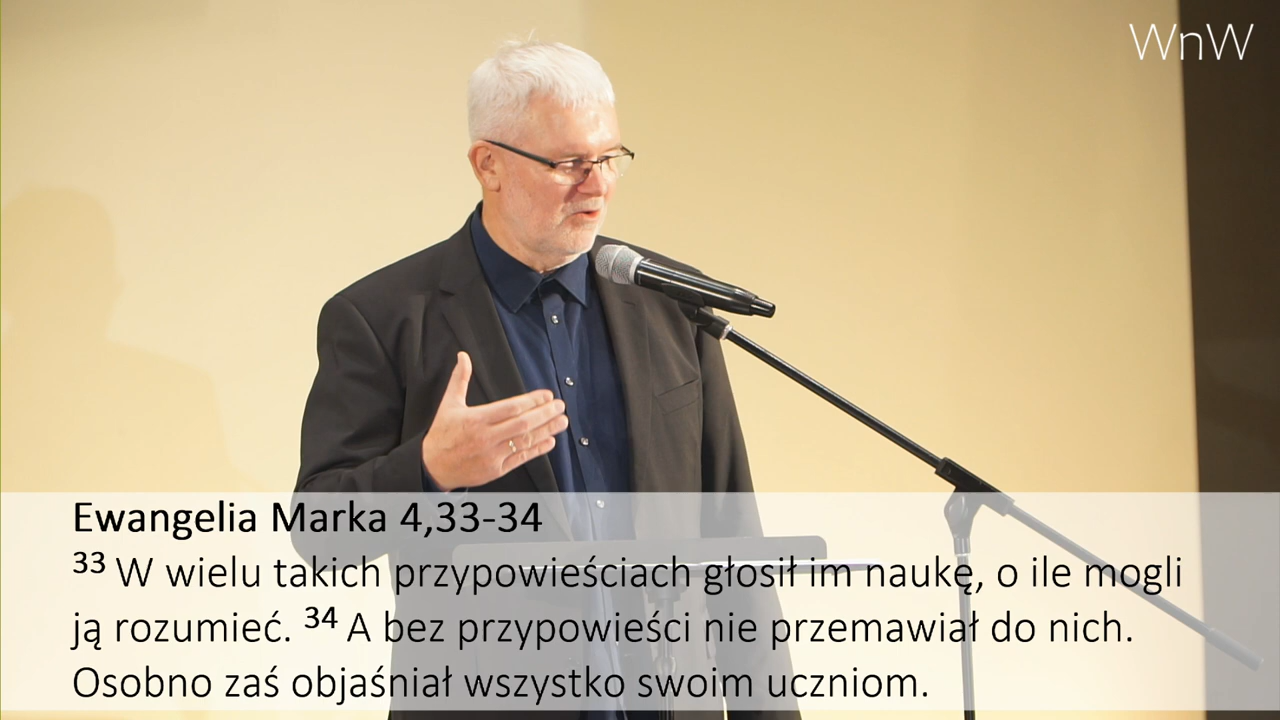 WnW
Ewangelia Marka 4,33-34
33 W wielu takich przypowieściach głosił im naukę, o ile mogli
ją rozumieć. 34 A bez przypowieści nie przemawiał do nich.
Osobno zaś objaśniał wszystko swoim uczniom.